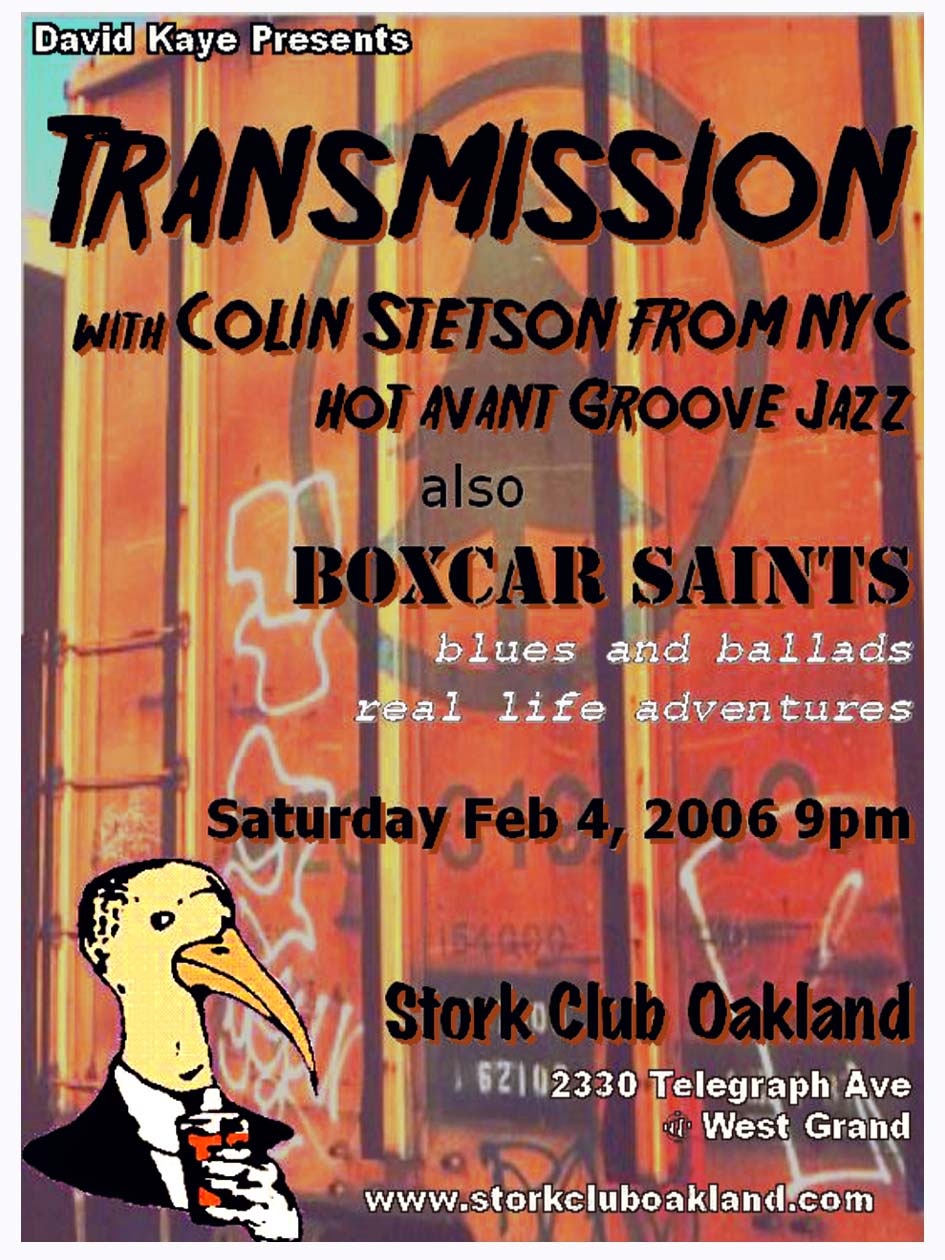 David Kaye Presents
TRANSMISSION
WITH COLIN STETSON FROM NYC
HOT AVANT GROOVE JAZZ
also
BOXCAR SAINTS
blues and ballads
real life adventures
Saturday Feb 4, 2006 9pm
154000
Stork Club Oakland
2330 Telegraph Ave
@ West Grand
www.storkcluboakland.com